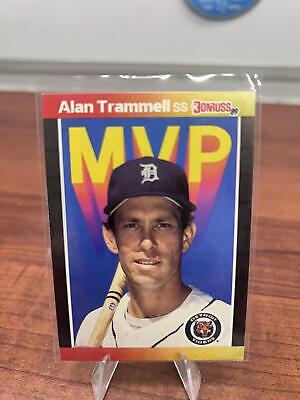 Alan Trammell SS DONRUSS 89
MVP
D
DETROIT
TIGERS